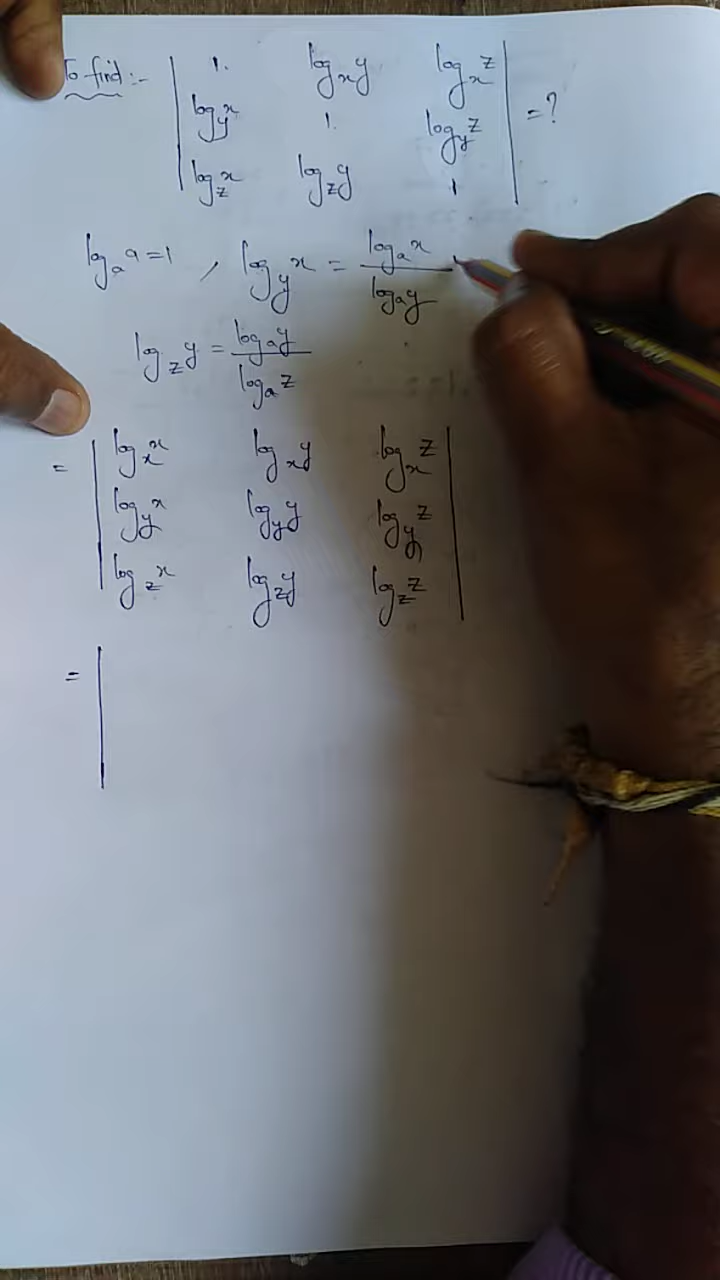 To find :- | 1. log_x y log_x z |
| log_y x 1. log_y z | = ?
| log_z x log_z y 1 |
log_a a = 1 , log_y x = log_a x / log_a y
log_z y = log_a y / log_a z
= | log_x x log_x y log_x z |
| log_y x log_y y log_y z |
| log_z x log_z y log_z z |
= |